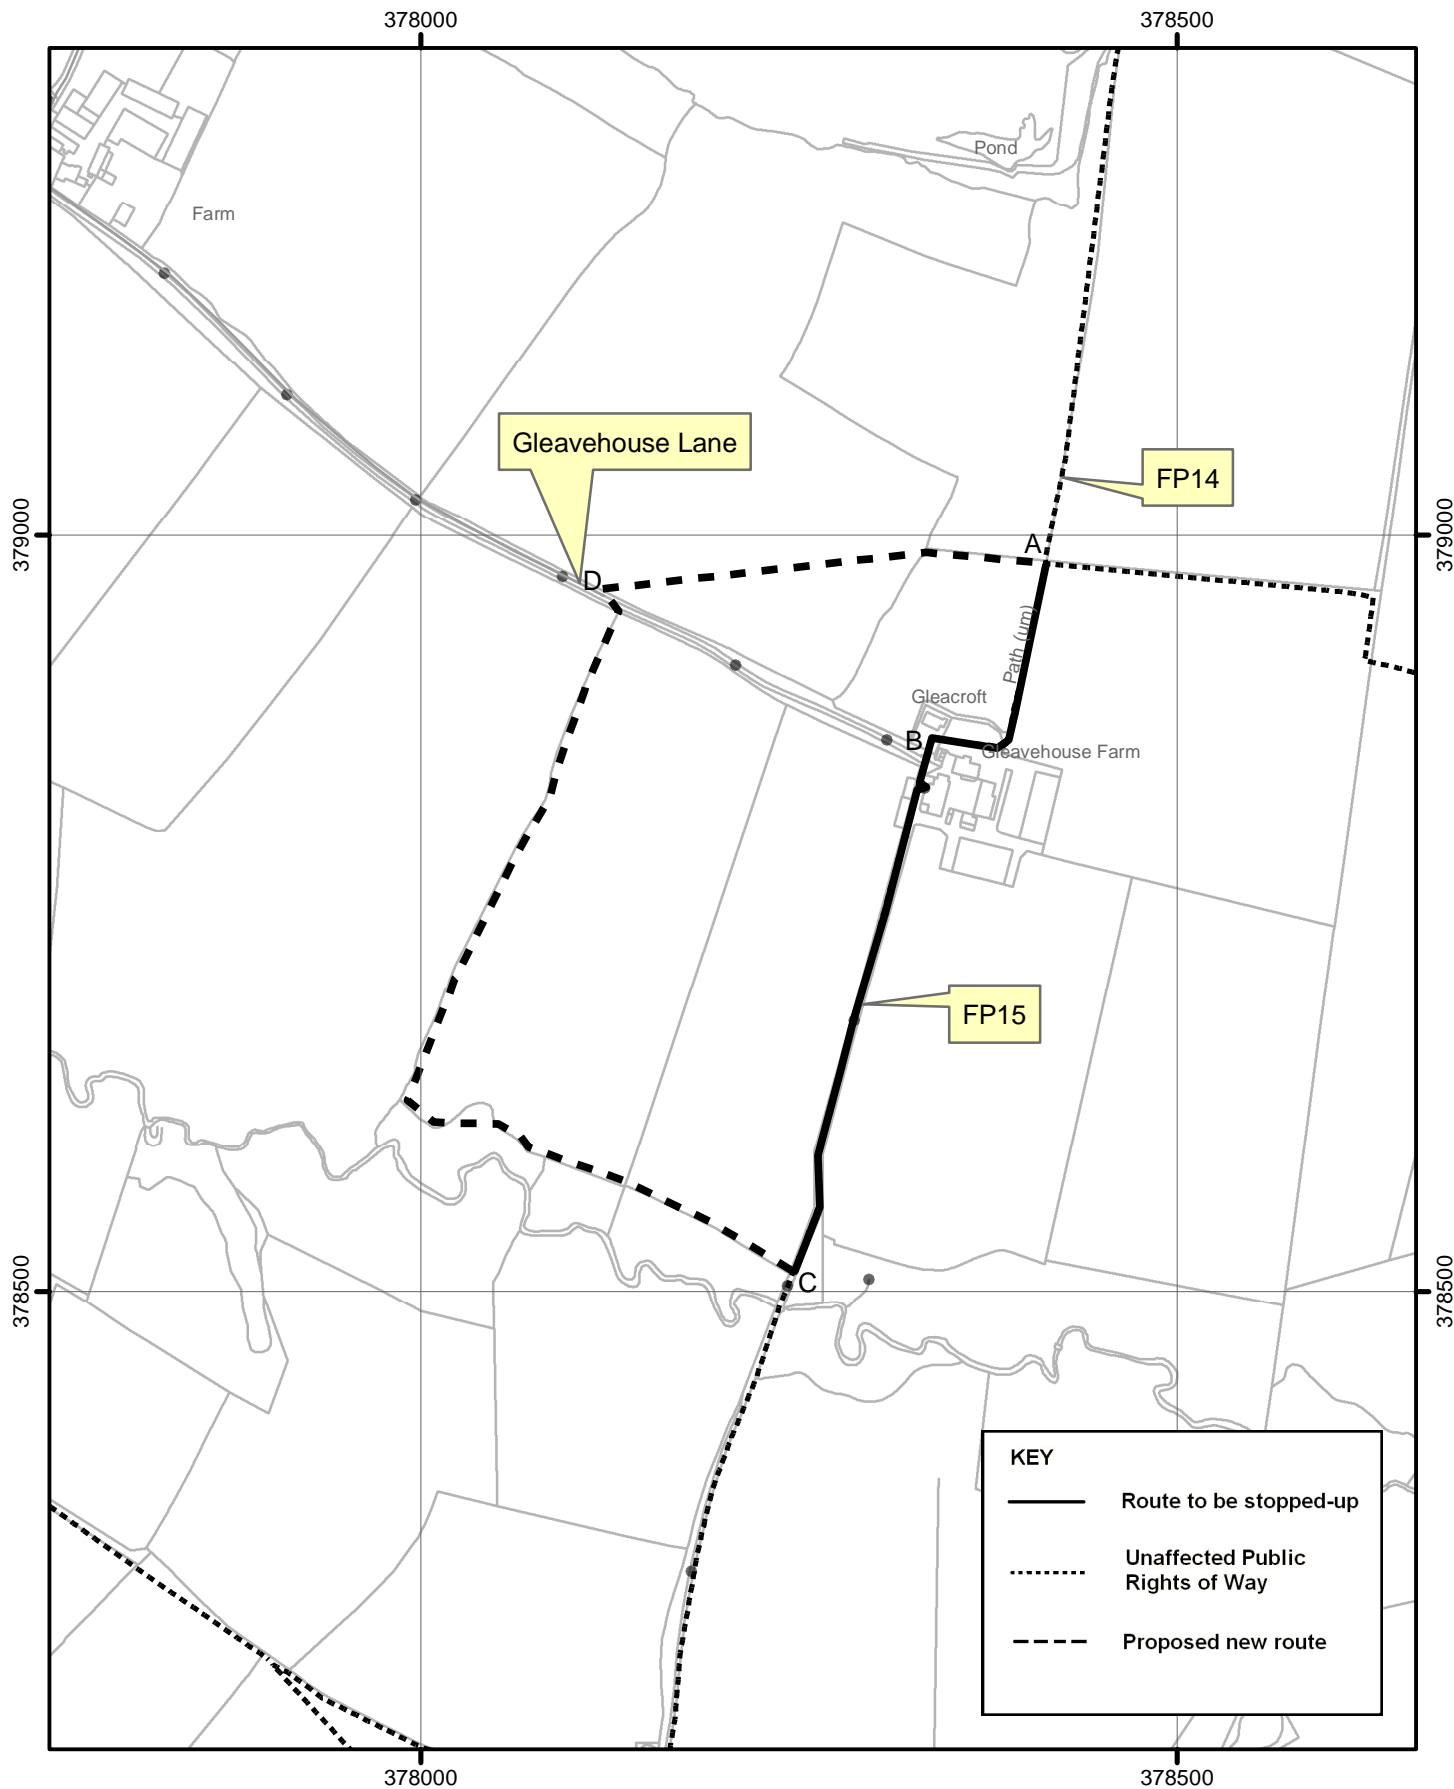 378000
378500
Pond
Farm
Gleavehouse Lane
FP14
379000
379000
A
D
Path (um)
Gleacroft
B
Gleavehouse Farm
FP15
378500
C
378500
KEY
Route to be stopped-up
Unaffected Public
Rights of Way
Proposed new route
378000
378500